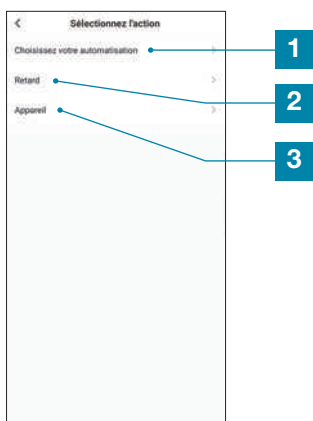 Sélectionnez l'action
Choisissez votre automatisation
1
Retard
2
Appareil
3